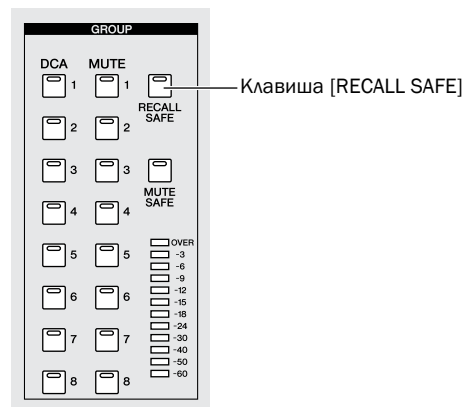 GROUP
DCA MUTE
1 1
RECALL
SAFE
Клавиша [RECALL SAFE]
2 2
3 3
MUTE
SAFE
4 4
OVER
5 5
-3
-6
-9
-12
6 6
-15
-18
-24
7 7
-30
-40
-50
8 8
-60